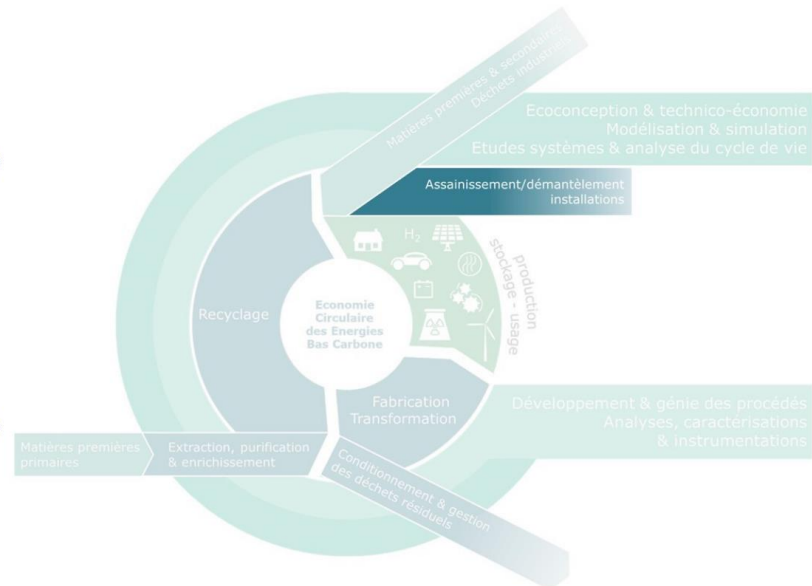 Matières premières & secondaires
Déchets industriels
Ecoconception & technico-économie
Modélisation & simulation
Etudes systèmes & analyse du cycle de vie
Assainissement/démantèlement
installations
H2
production
stockage - usage
Recyclage
Economie
Circulaire
des Energies
Bas Carbone
Fabrication
Transformation
Développement & génie des procédés
Analyses, caractérisations
& instrumentations
Matières premières
primaires
Extraction, purification
& enrichissement
Conditionnement & gestion
des déchets résiduels